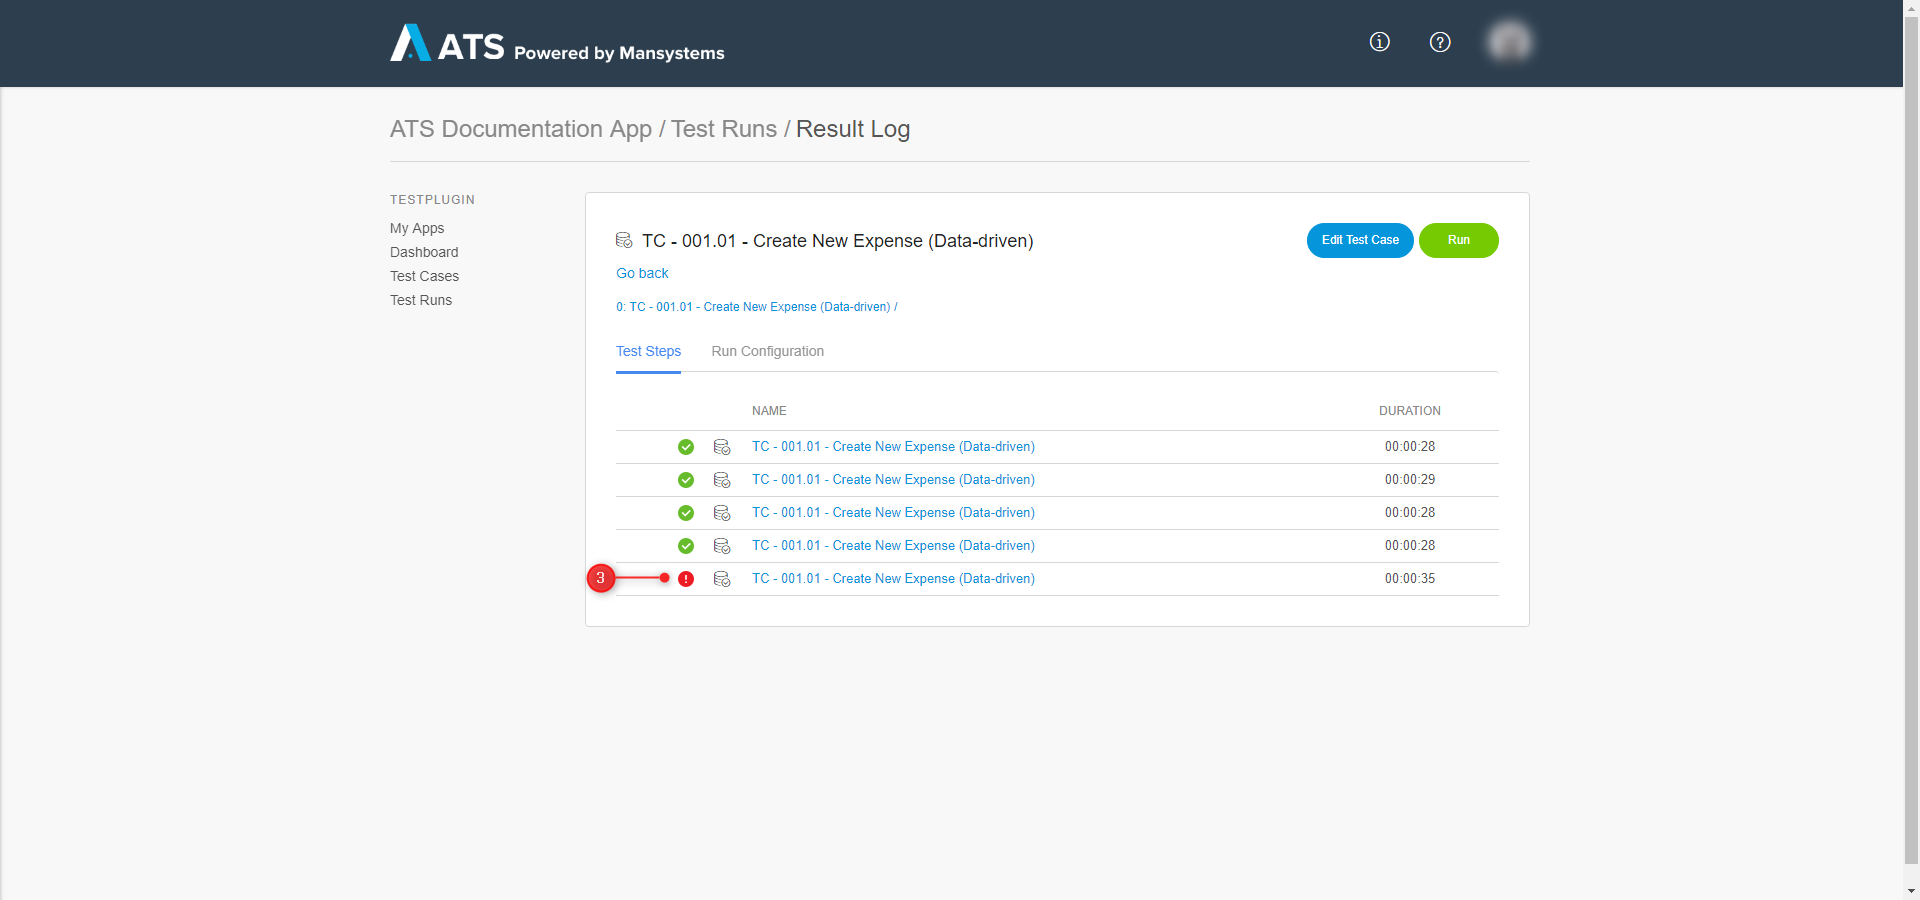 ATS Powered by Mansystems
ATS Documentation App / Test Runs / Result Log
TESTPLUGIN
My Apps
Dashboard
Test Cases
Test Runs
TC - 001.01 - Create New Expense (Data-driven)
Edit Test Case
Run
Go back
0: TC - 001.01 - Create New Expense (Data-driven) /
Test Steps
Run Configuration
NAME DURATION
TC - 001.01 - Create New Expense (Data-driven) 00:00:28
TC - 001.01 - Create New Expense (Data-driven) 00:00:29
TC - 001.01 - Create New Expense (Data-driven) 00:00:28
TC - 001.01 - Create New Expense (Data-driven) 00:00:28
3 TC - 001.01 - Create New Expense (Data-driven) 00:00:35